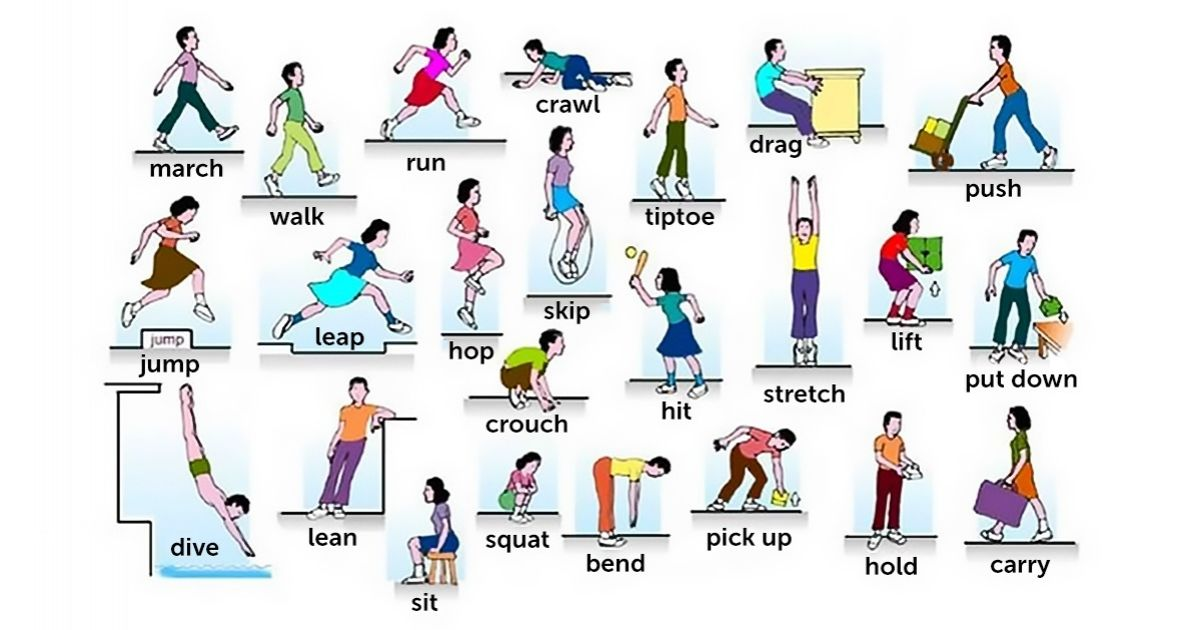 march
walk
run
crawl
tiptoe
drag
push
jump
jump
leap
hop
skip
hit
stretch
lift
put down
crouch
dive
lean
sit
squat
bend
pick up
hold
carry